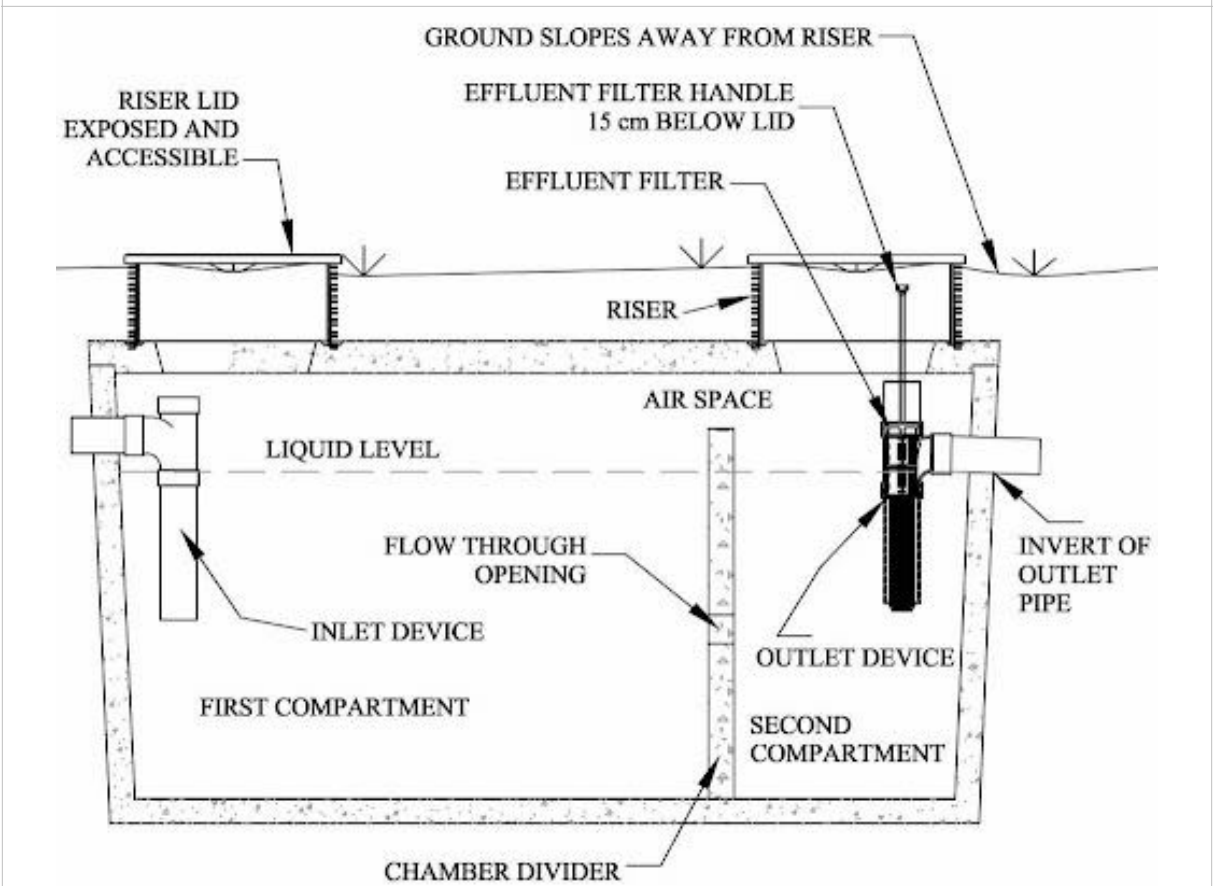 GROUND SLOPES AWAY FROM RISER
RISER LID
EXPOSED AND
ACCESSIBLE
EFFLUENT FILTER HANDLE
15 cm BELOW LID
EFFLUENT FILTER
RISER
AIR SPACE
LIQUID LEVEL
FLOW THROUGH
OPENING
INVERT OF
OUTLET
PIPE
INLET DEVICE
OUTLET DEVICE
FIRST COMPARTMENT
SECOND
COMPARTMENT
CHAMBER DIVIDER